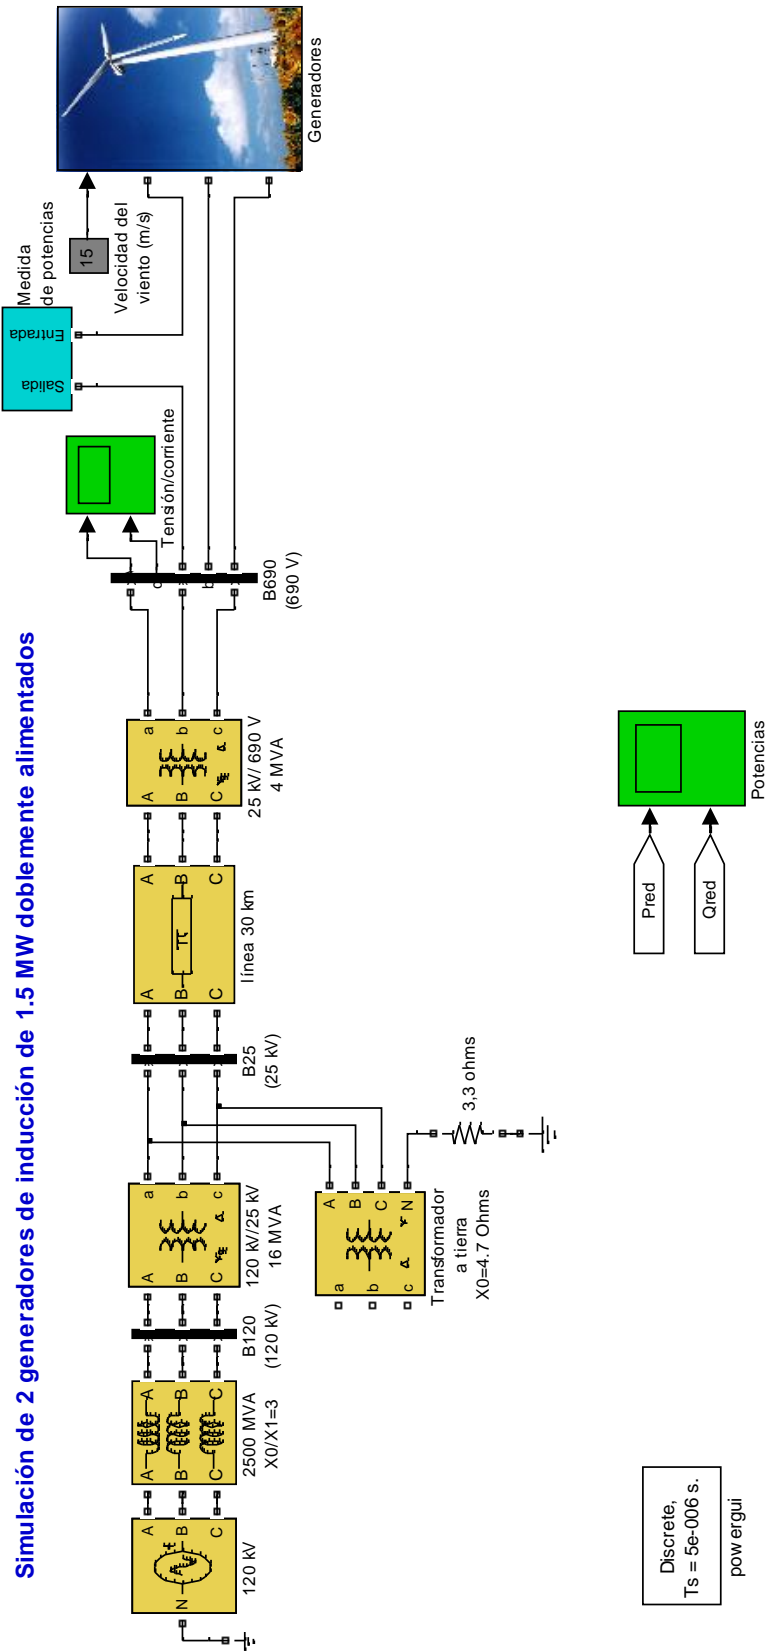 Simulación de 2 generadores de inducción de 1.5 MW doblemente alimentados
N
A
B
C
120 kV
A
B
C
A
B
C
2500 MVA
X0/X1=3
B120
(120 kV)
A
B
C
a
b
c
120 kV/25 kV
16 MVA
a
b
c
A
B
C
N
Transformador
a tierra
X0=4.7 Ohms
3,3 ohms
B25
(25 kV)
A
B
C
A
B
C
línea 30 km
A
B
C
a
b
c
25 kV/ 690 V
4 MVA
B690
(690 V)
Tensión/corriente
Salida
Entrada
Medida
de potencias
15
Velocidad del
viento (m/s)
Generadores
Discrete,
Ts = 5e-006 s.
powergui
Pred
Qred
Potencias